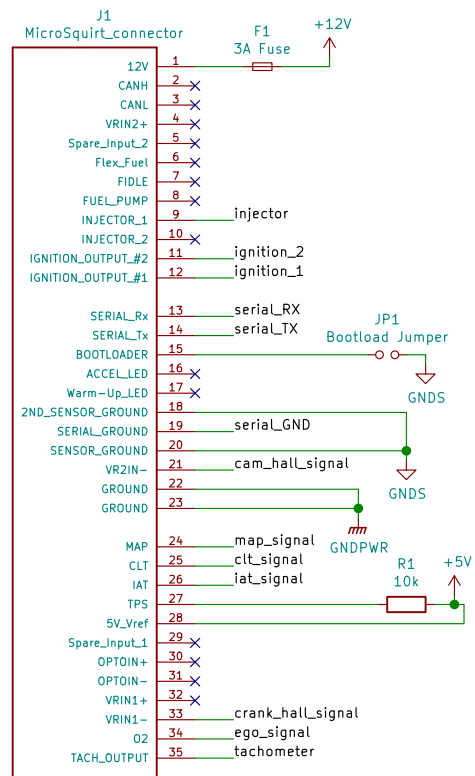 J1
MicroSquirt_connector
F1
3A Fuse
+12V
12V 1
CANH 2
CANL 3
VRIN2+ 4
Spare_Input_2 5
Flex_Fuel 6
FIDLE 7
FUEL_PUMP 8
INJECTOR_1 9 injector
INJECTOR_2 10
IGNITION_OUTPUT_#2 11 ignition_2
IGNITION_OUTPUT_#1 12 ignition_1
SERIAL_Rx 13 serial_RX
SERIAL_Tx 14 serial_TX
JP1
Bootload Jumper
BOOTLOADER 15
ACCEL_LED 16
Warm-Up_LED 17
GNDS
2ND_SENSOR_GROUND 18
SERIAL_GROUND 19 serial_GND
SENSOR_GROUND 20
VR2IN- 21 cam_hall_signal
GNDS
GROUND 22
GROUND 23
GNDPWR
MAP 24 map_signal
CLT 25 clt_signal
IAT 26 iat_signal
R1
10k
+5V
TPS 27
5V_Vref 28
Spare_Input_1 29
OPTOIN+ 30
OPTOIN- 31
VRIN1+ 32
VRIN1- 33 crank_hall_signal
O2 34 ego_signal
TACH_OUTPUT 35 tachometer